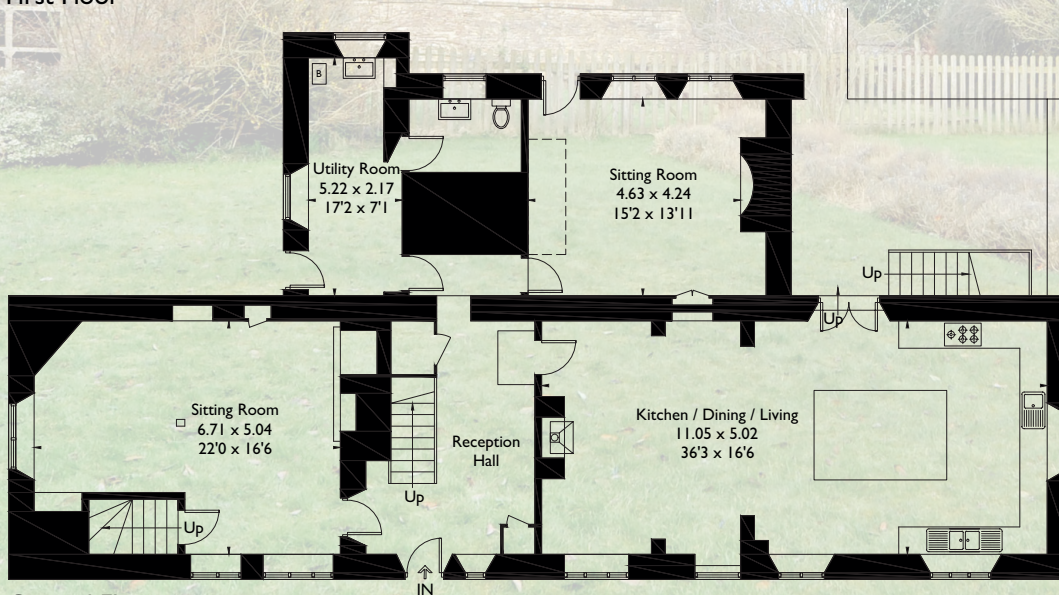 First Floor
B
Utility Room
5.22 x 2.17
17'2 x 7'1
Sitting Room
4.63 x 4.24
15'2 x 13'11
Up
Up
Sitting Room
6.71 x 5.04
22'0 x 16'6
Kitchen / Dining / Living
11.05 x 5.02
36'3 x 16'6
Reception
Hall
Up
Up
IN